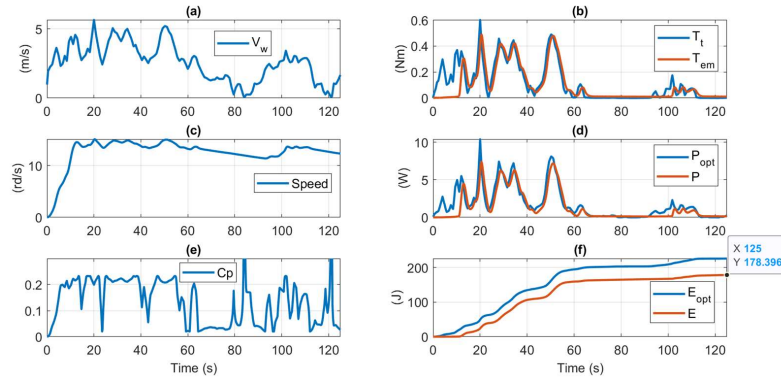 (a)
5
0
0 20 40 60 80 100 120
(m/s)
V_w
(b)
0.6
0.4
0.2
0
0 20 40 60 80 100 120
(Nm)
T_t
T_em
(c)
10
0
0 20 40 60 80 100 120
(rd/s)
Speed
(d)
10
5
0
0 20 40 60 80 100 120
(W)
P_opt
P
(e)
0.2
0.1
0
0 20 40 60 80 100 120
(m/s)
Cp
Time (s)
(f)
200
100
0
0 20 40 60 80 100 120
(J)
E_opt
E
X 125
Y 178.396
Time (s)